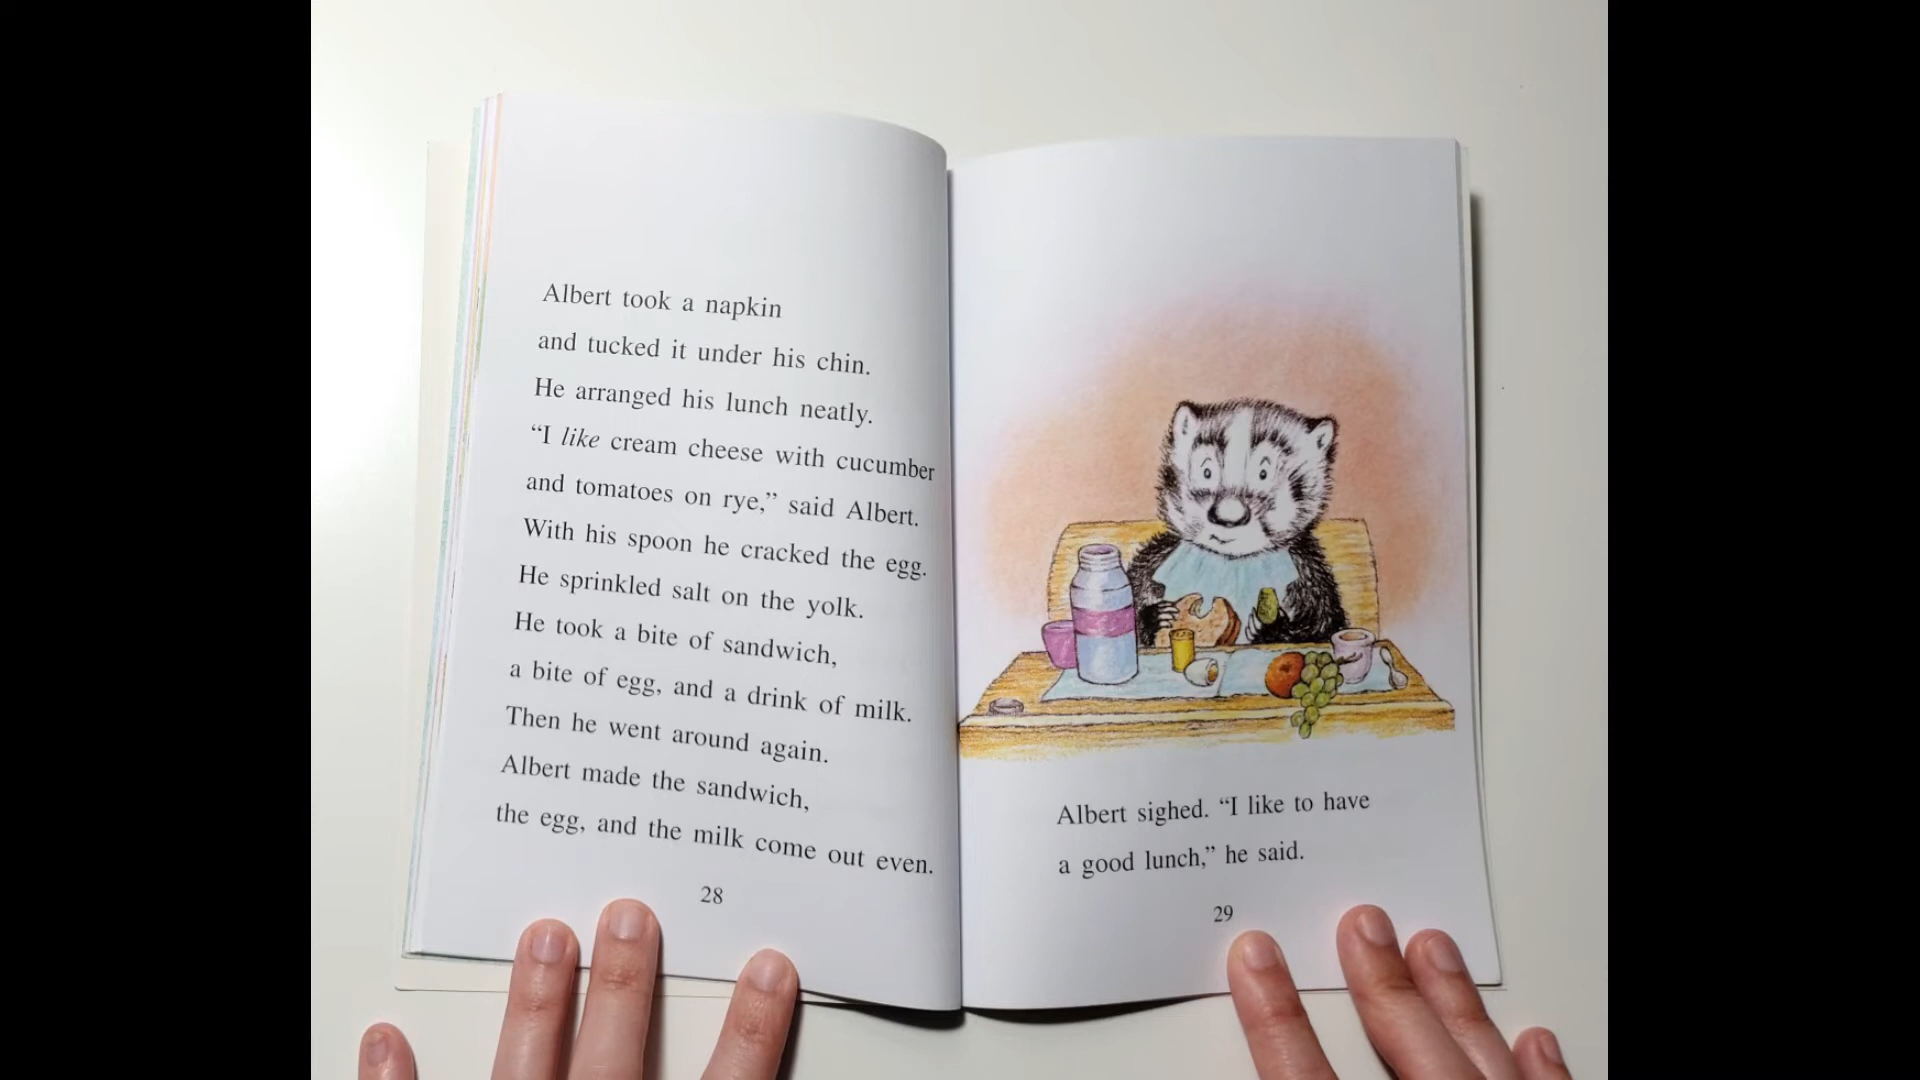 Albert took a napkin
and tucked it under his chin.
He arranged his lunch neatly.
“I like cream cheese with cucumber
and tomatoes on rye,” said Albert.
With his spoon he cracked the egg.
He sprinkled salt on the yolk.
He took a bite of sandwich,
a bite of egg, and a drink of milk.
Then he went around again.
Albert made the sandwich,
the egg, and the milk come out even.
28
Albert sighed. “I like to have
a good lunch,” he said.
29